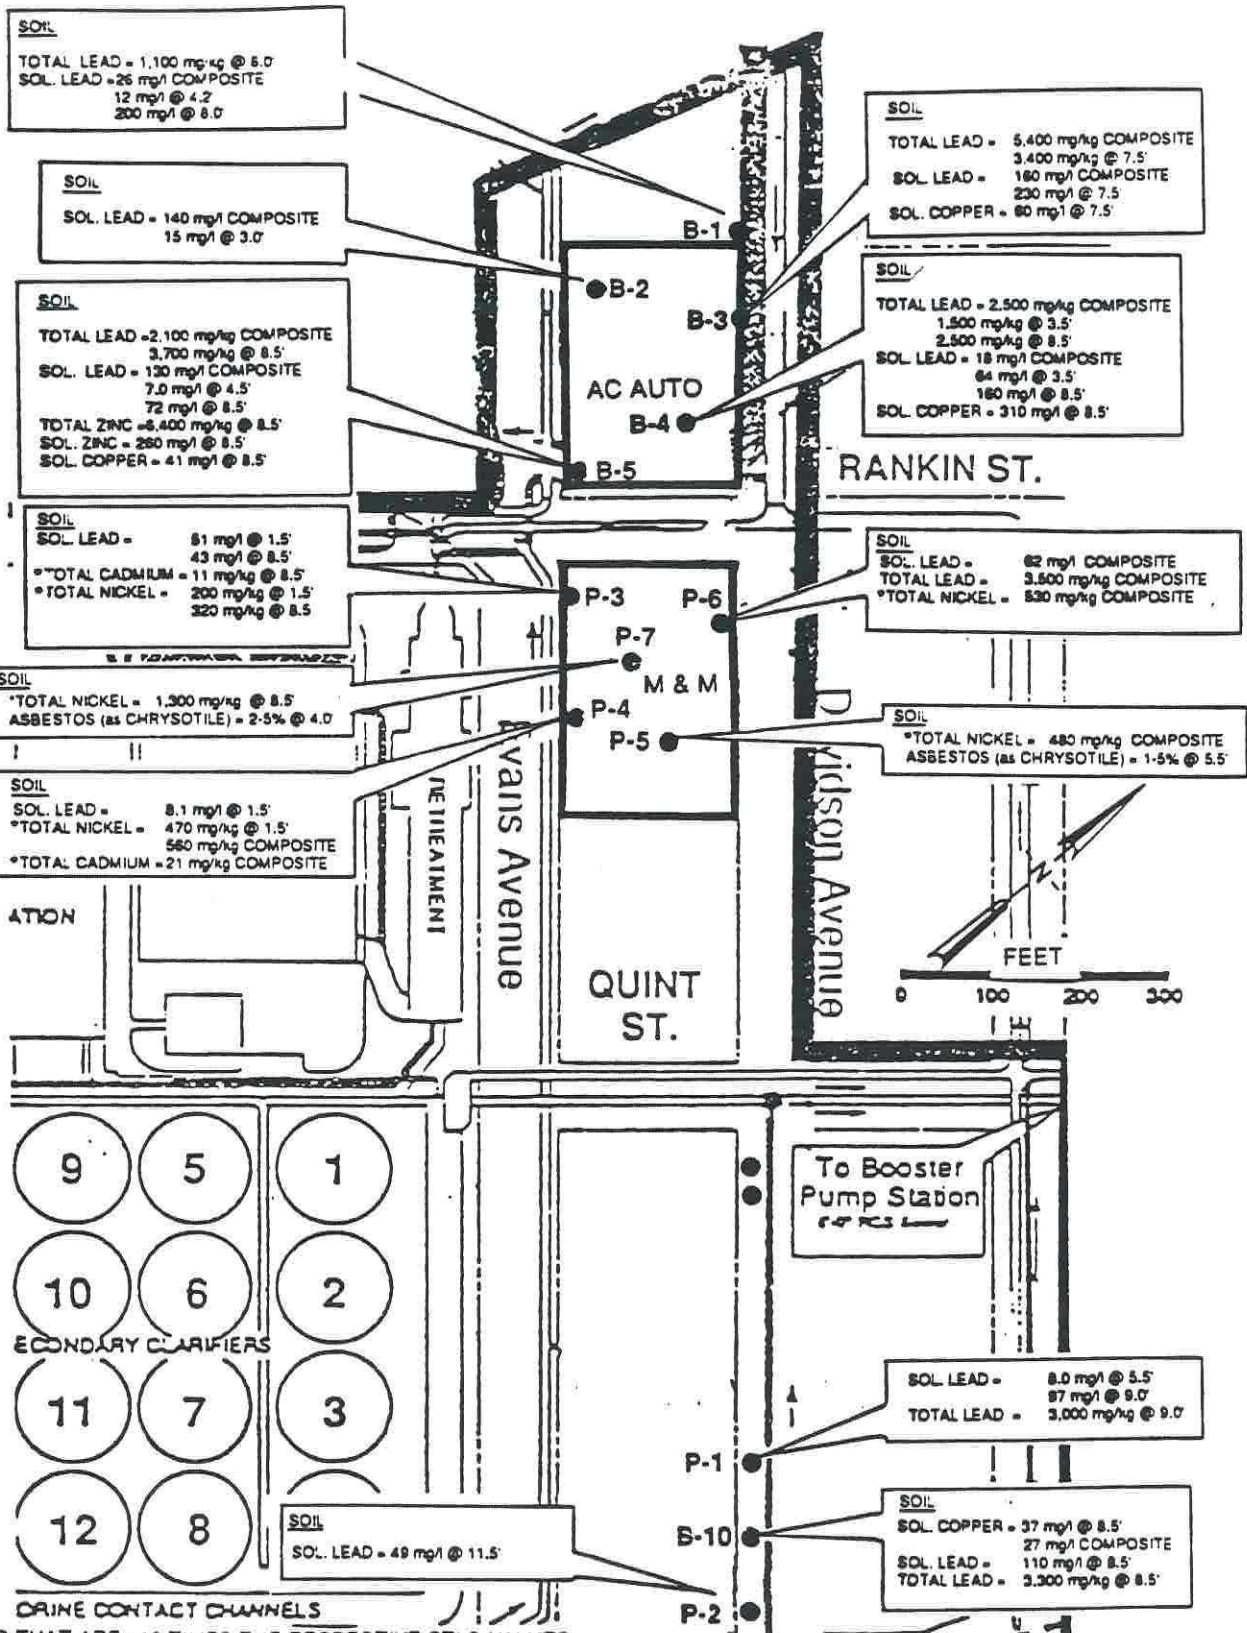 SOIL
TOTAL LEAD = 1,100 mg/kg @ 8.0'
SOL. LEAD = 26 mg/l COMPOSITE
12 mg/l @ 4.2'
200 mg/l @ 8.0'
SOIL
SOL. LEAD = 140 mg/l COMPOSITE
15 mg/l @ 3.0'
SOIL
TOTAL LEAD = 2,100 mg/kg COMPOSITE
3,700 mg/kg @ 8.5'
SOL. LEAD = 130 mg/l COMPOSITE
7.0 mg/l @ 4.5'
72 mg/l @ 8.5'
TOTAL ZINC = 6,400 mg/kg @ 8.5'
SOL. ZINC = 260 mg/l @ 8.5'
SOL. COPPER = 41 mg/l @ 8.5'
SOIL
SOL. LEAD = 51 mg/l @ 1.5'
43 mg/l @ 8.5'
*TOTAL CADMIUM = 11 mg/kg @ 8.5'
*TOTAL NICKEL = 200 mg/kg @ 1.5'
320 mg/kg @ 8.5
SOIL
*TOTAL NICKEL = 1,300 mg/kg @ 8.5'
ASBESTOS (as CHRYSOTILE) = 2-5% @ 4.0'
SOIL
SOL. LEAD = 8.1 mg/l @ 1.5'
*TOTAL NICKEL = 470 mg/kg @ 1.5'
560 mg/kg COMPOSITE
*TOTAL CADMIUM = 21 mg/kg COMPOSITE
SOIL
TOTAL LEAD = 5,400 mg/kg COMPOSITE
3,400 mg/kg @ 7.5'
SOL. LEAD = 160 mg/l COMPOSITE
230 mg/l @ 7.5'
SOL. COPPER = 60 mg/l @ 7.5'
SOIL
TOTAL LEAD = 2,500 mg/kg COMPOSITE
1,500 mg/kg @ 3.5'
2,500 mg/kg @ 8.5'
SOL. LEAD = 18 mg/l COMPOSITE
64 mg/l @ 3.5'
160 mg/l @ 8.5'
SOL. COPPER = 310 mg/l @ 8.5'
B-1
B-2
B-3
AC AUTO
B-4
B-5
RANKIN ST.
SOIL
SOL. LEAD = 62 mg/l COMPOSITE
TOTAL LEAD = 3,500 mg/kg COMPOSITE
*TOTAL NICKEL = 530 mg/kg COMPOSITE
P-3
P-6
P-7
M & M
P-4
P-5
SOIL
*TOTAL NICKEL = 480 mg/kg COMPOSITE
ASBESTOS (as CHRYSOTILE) = 1-5% @ 5.5'
Evans Avenue
Davidson Avenue
ATION
QUINT
ST.
N
FEET
0 100 200 300
9 5 1
10 6 2
ECONDARY CLARIFIERS
11 7 3
12 8
To Booster
Pump Station
SOL. LEAD = 8.0 mg/l @ 5.5'
97 mg/l @ 9.0'
TOTAL LEAD = 3,000 mg/kg @ 9.0'
P-1
B-10
P-2
SOIL
SOL. COPPER = 37 mg/l @ 8.5'
27 mg/l COMPOSITE
SOL. LEAD = 110 mg/l @ 8.5'
TOTAL LEAD = 3,300 mg/kg @ 8.5'
SOIL
SOL. LEAD = 49 mg/l @ 11.5'
ORINE CONTACT CHANNELS